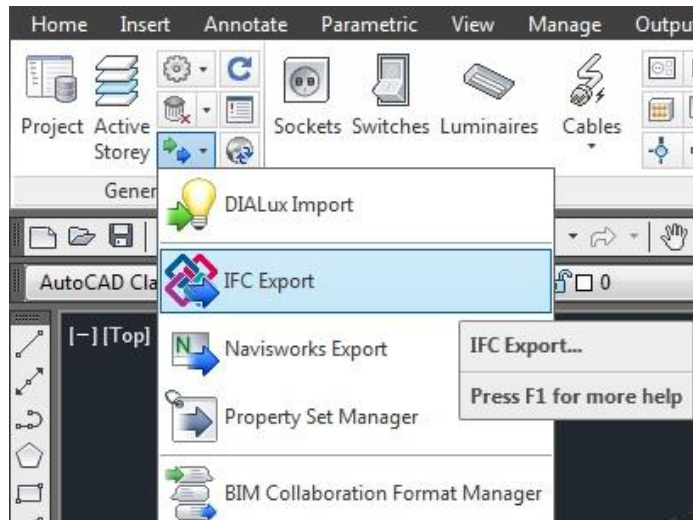 Home Insert Annotate Parametric View Manage Outpu
Project Active Storey Sockets Switches Luminaires Cables
Gener
DIALux Import
AutoCAD Cla
IFC Export
0
[−] [Top]
Navisworks Export
IFC Export...
Press F1 for more help
Property Set Manager
BIM Collaboration Format Manager